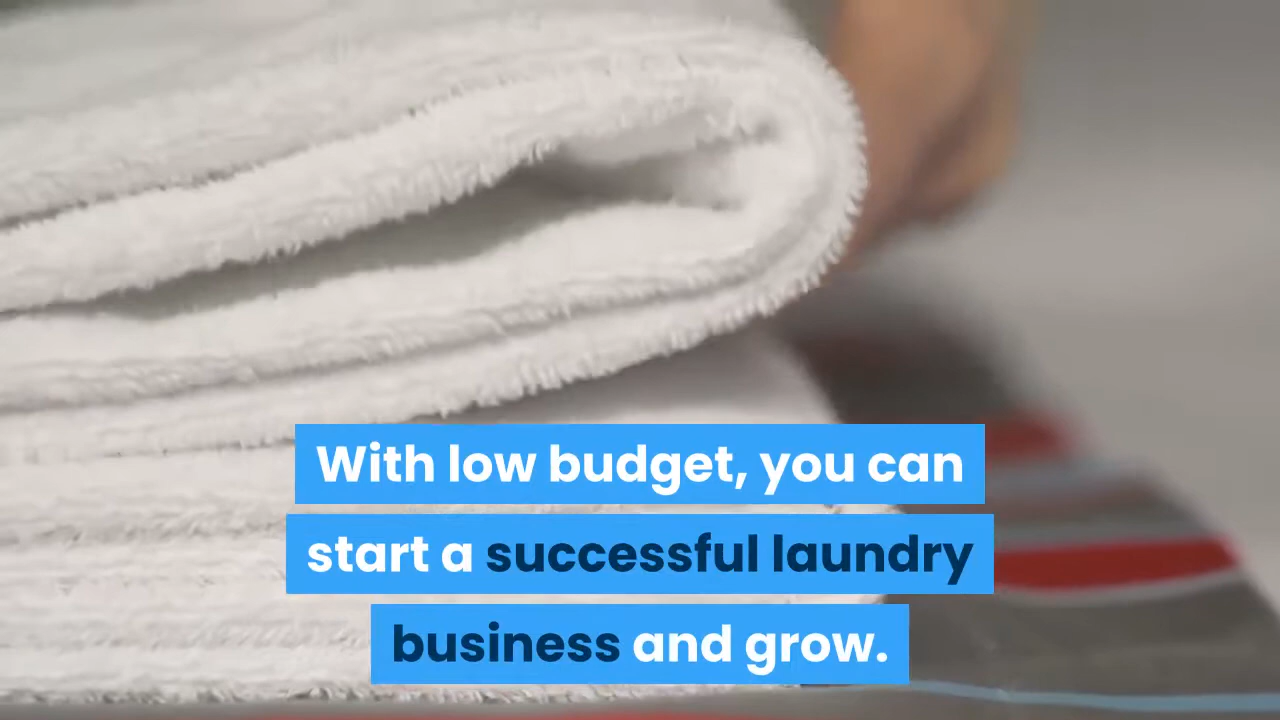 With low budget, you can
start a successful laundry
business and grow.